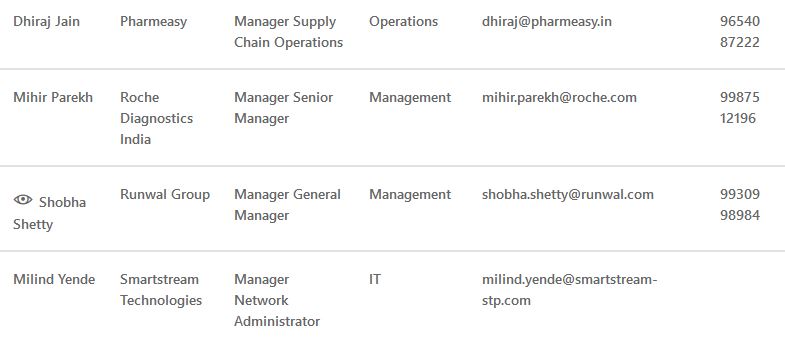 Dhiraj Jain Pharmeasy Manager Supply Operations dhiraj@pharmeasy.in 96540
Chain Operations 87222
Mihir Parekh Roche Manager Senior Management mihir.parekh@roche.com 99875
Diagnostics Manager 12196
India
Shobha Runwal Group Manager General Management shobha.shetty@runwal.com 99309
Shetty Manager 98984
Milind Yende Smartstream Manager IT milind.yende@smartstream-
Technologies Network stp.com
Administrator